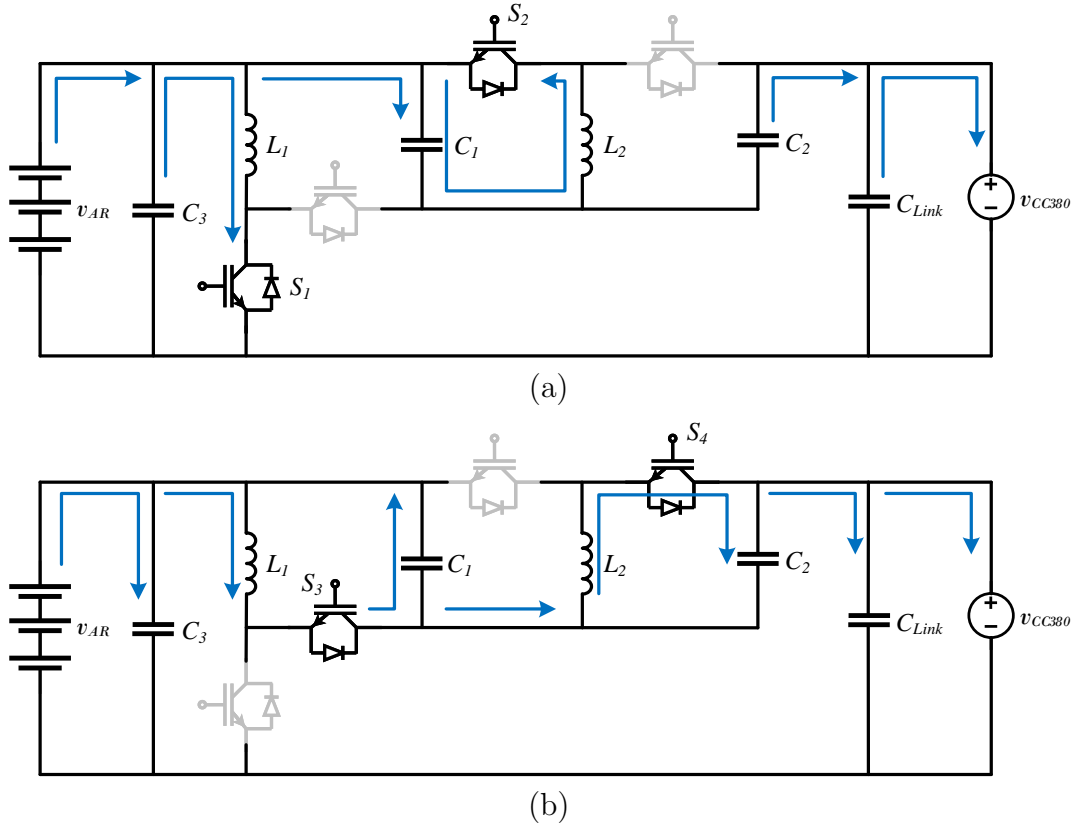 S2
L1
C1
L2
C2
vAR
C3
CLink
vCC380
S1
(a)
S4
L1
S3
C1
L2
C2
vAR
C3
CLink
vCC380
(b)